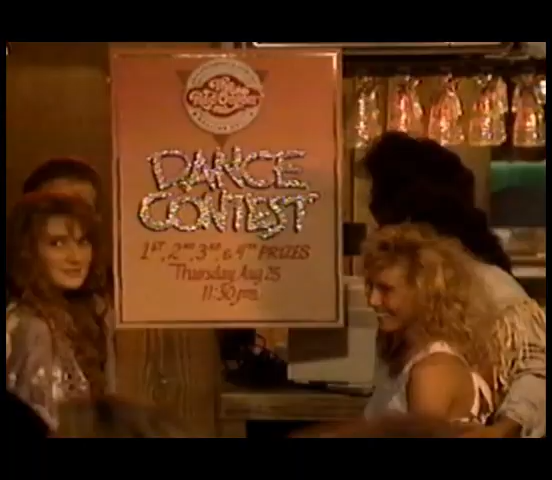 DANCE
CONTEST
1ST, 2ND, 3RD, & 4TH PRIZES
Thursday Aug 25
11:30 pm.